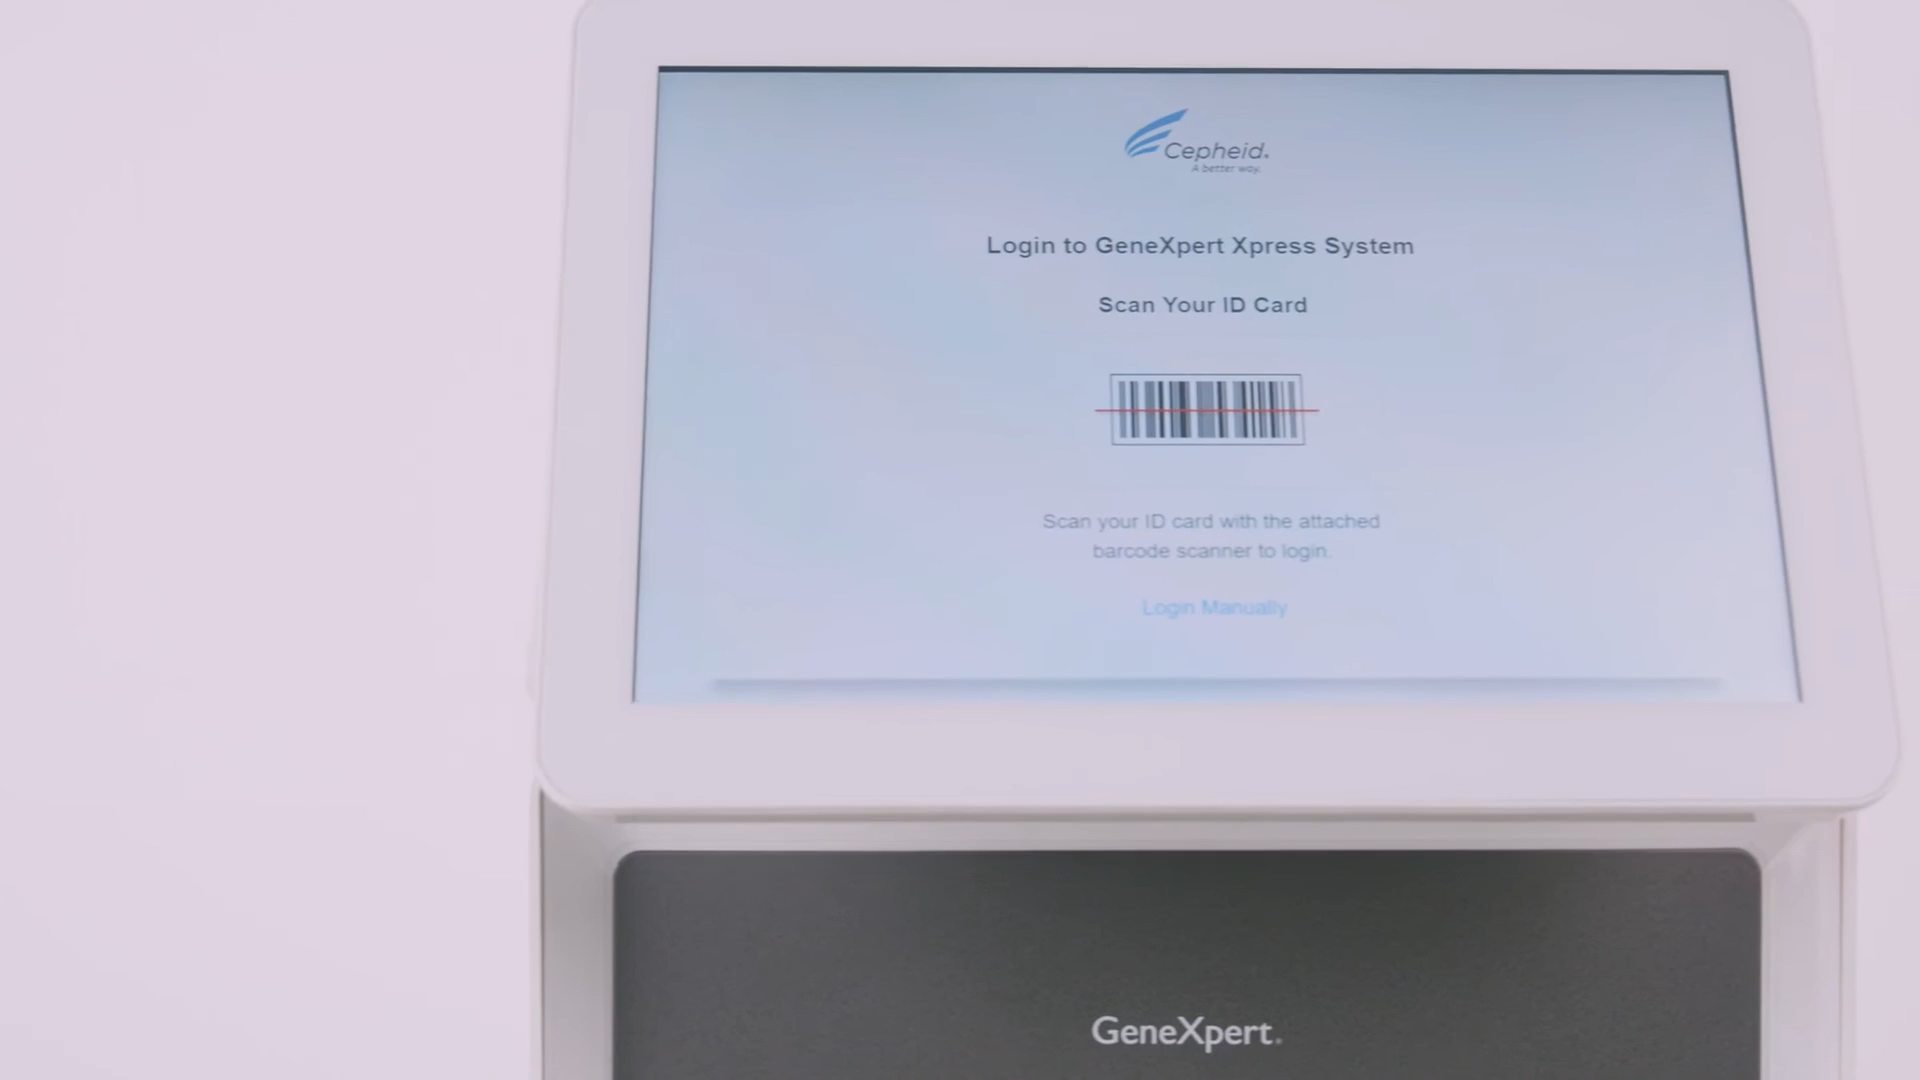 Cepheid.
A better way.
Login to GeneXpert Xpress System
Scan Your ID Card
Scan your ID card with the attached
barcode scanner to login.
Login Manually
GeneXpert.